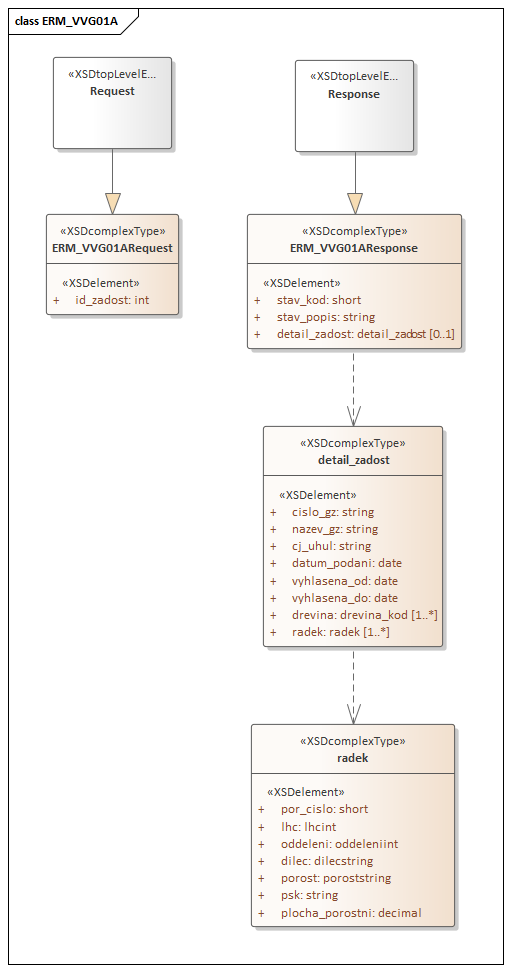 class ERM_VVG01A
«XSDtopLevelE...
Request
«XSDtopLevelE...
Response
«XSDcomplexType»
ERM_VVG01ARequest
«XSDelement»
+ id_zadost: int
«XSDcomplexType»
ERM_VVG01AResponse
«XSDelement»
+ stav_kod: short
+ stav_popis: string
+ detail_zadost: detail_zadost [0..1]
«XSDcomplexType»
detail_zadost
«XSDelement»
+ cislo_gz: string
+ nazev_gz: string
+ cj_uhul: string
+ datum_podani: date
+ vyhlasena_od: date
+ vyhlasena_do: date
+ drevina: drevina_kod [1..*]
+ radek: radek [1..*]
«XSDcomplexType»
radek
«XSDelement»
+ por_cislo: short
+ lhc: lhcint
+ oddeleni: oddeleniint
+ dilec: dilecstring
+ porost: poroststring
+ psk: string
+ plocha_porostni: decimal